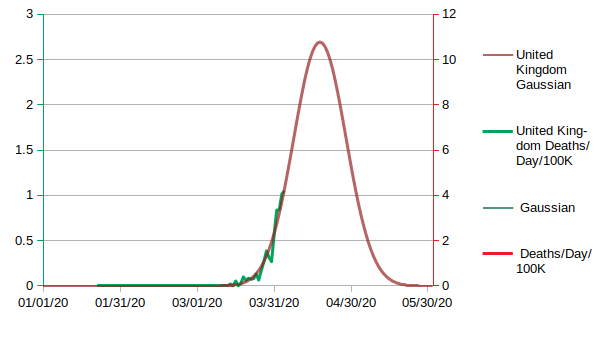 3
2.5
2
1.5
1
0.5
0
12
10
8
6
4
2
0
01/01/20 01/31/20 03/01/20 03/31/20 04/30/20 05/30/20
United
Kingdom
Gaussian
United King-
dom Deaths/
Day/100K
Gaussian
Deaths/Day/
100K